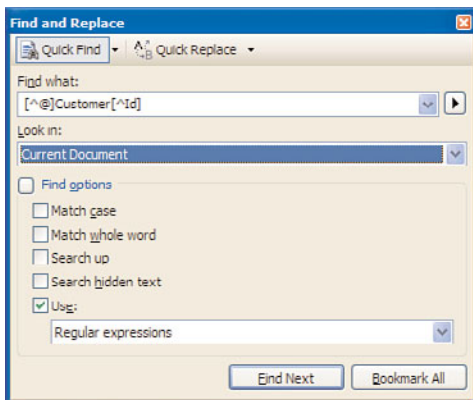 Find and Replace
Quick Find Quick Replace
Find what:
[^@]Customer[^Id]
Look in:
Current Document
Find options
Match case
Match whole word
Search up
Search hidden text
Use:
Regular expressions
Find Next Bookmark All